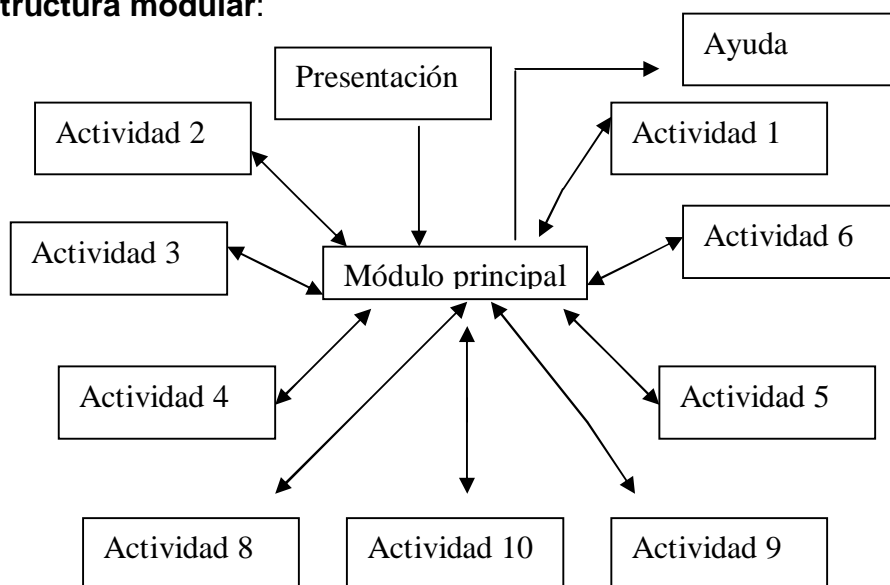 tructura modular:
Ayuda
Presentación
Actividad 2
Actividad 1
Actividad 3
Actividad 6
Módulo principal
Actividad 4
Actividad 5
Actividad 8
Actividad 10
Actividad 9